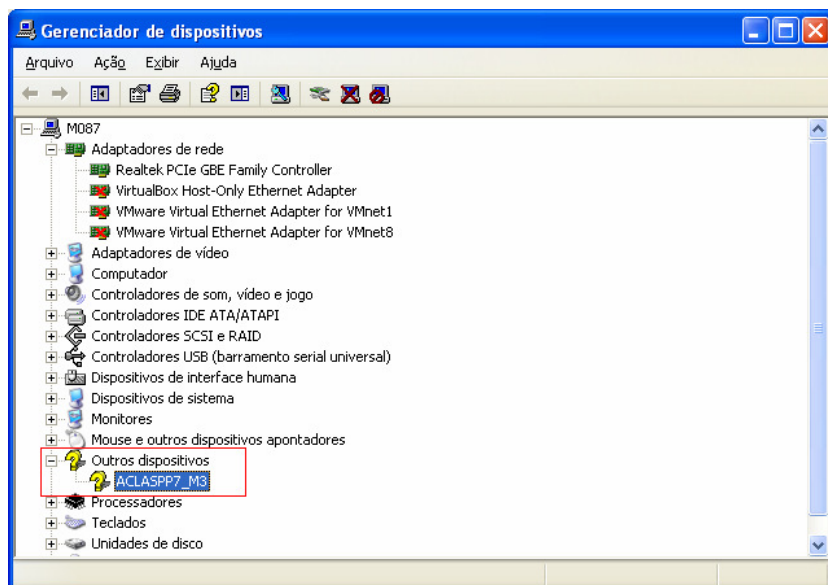 Gerenciador de dispositivos
Arquivo Ação Exibir Ajuda
M087
Adaptadores de rede
Realtek PCIe GBE Family Controller
VirtualBox Host-Only Ethernet Adapter
VMware Virtual Ethernet Adapter for VMnet1
VMware Virtual Ethernet Adapter for VMnet8
Adaptadores de vídeo
Computador
Controladores de som, vídeo e jogo
Controladores IDE ATA/ATAPI
Controladores SCSI e RAID
Controladores USB (barramento serial universal)
Dispositivos de interface humana
Dispositivos de sistema
Monitores
Mouse e outros dispositivos apontadores
Outros dispositivos
ACLASPP7_M3
Processadores
Teclados
Unidades de disco